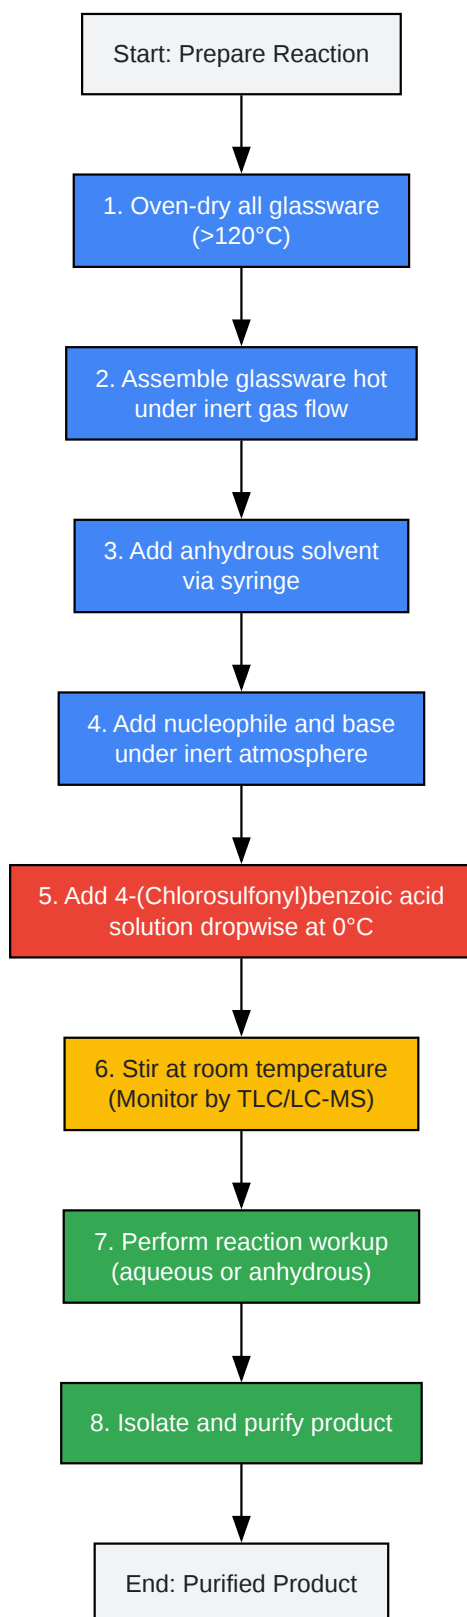 Start: Prepare Reaction
1. Oven-dry all glassware
(>120°C)
2. Assemble glassware hot
under inert gas flow
3. Add anhydrous solvent
via syringe
4. Add nucleophile and base
under inert atmosphere
5. Add 4-(Chlorosulfonyl)benzoic acid
solution dropwise at 0°C
6. Stir at room temperature
(Monitor by TLC/LC-MS)
7. Perform reaction workup
(aqueous or anhydrous)
8. Isolate and purify product
End: Purified Product